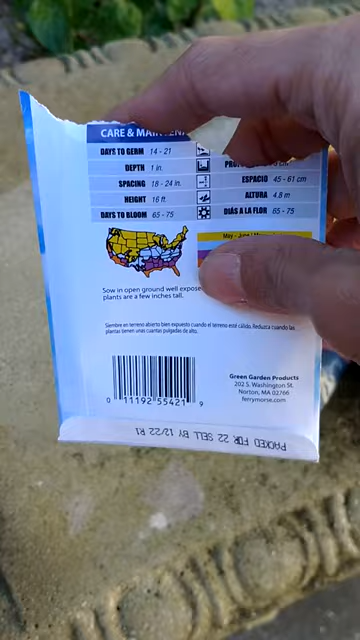 CARE &
DAYS TO GERM 14 - 21
DEPTH 1 in.
SPACING 18 - 24 in.
ESPACIO 45 - 61 cm
HEIGHT 16 ft.
ALTURA 4.8 m
DAYS TO BLOOM 65 - 75
DIÁS A LA FLOR 65 - 75
May - June
Sow in open ground well
plants are a few inches tall.
Siembre en terreno abierto bien expuesto cuando el terreno esté cálido. Reduzca cuando las
plantas tienen unas cuantas pulgadas de alto.
Green Garden Products
202 S. Washington St.
Norton, MA 02766
ferrymorse.com
0 11192 55421 9
PACKED FOR 22 SELL BY 12/22 R1